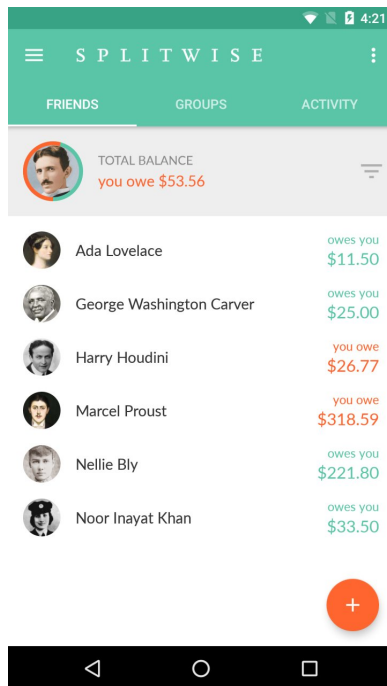 4:21
S P L I T W I S E
FRIENDS GROUPS ACTIVITY
TOTAL BALANCE
you owe $53.56
owes you
Ada Lovelace
$11.50
owes you
George Washington Carver
$25.00
you owe
Harry Houdini
$26.77
you owe
Marcel Proust
$318.59
owes you
Nellie Bly
$221.80
owes you
Noor Inayat Khan
$33.50